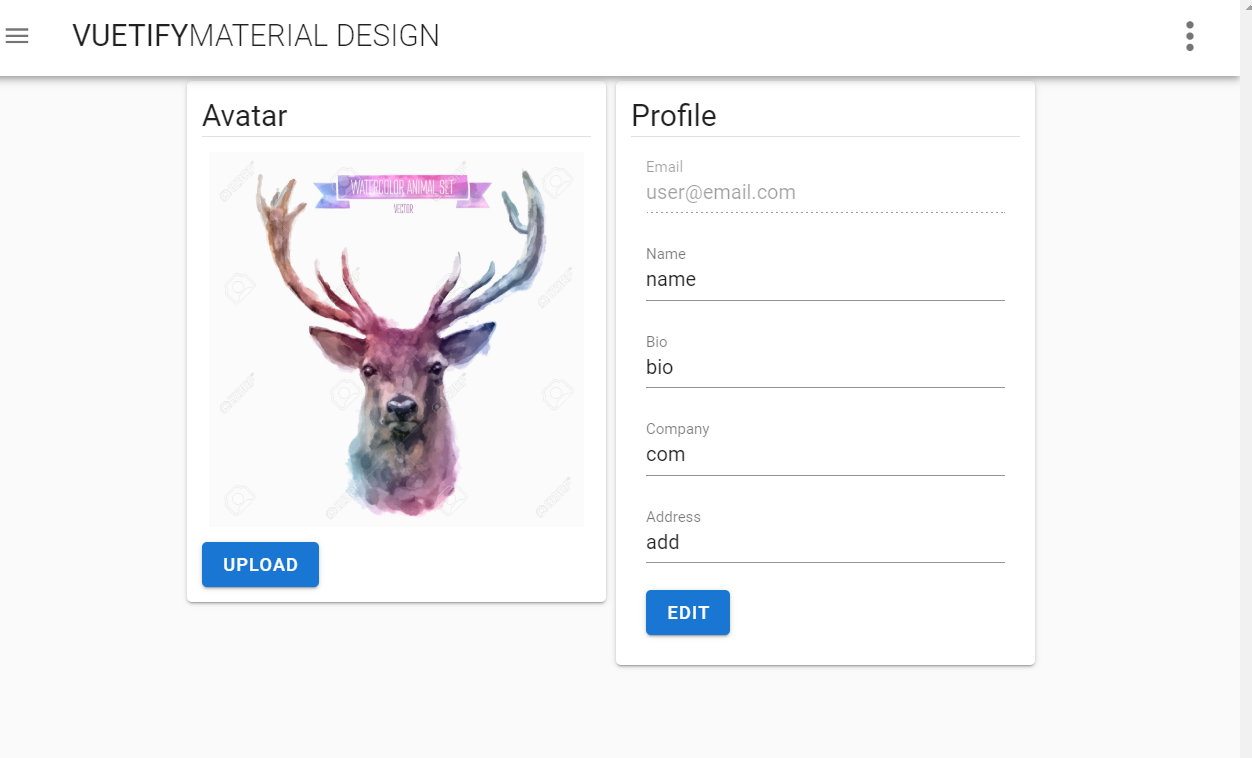 VUETIFYMATERIAL DESIGN
Avatar
WATERCOLOR ANIMAL SET
VECTOR
UPLOAD
Profile
Email
user@email.com
Name
name
Bio
bio
Company
com
Address
add
EDIT